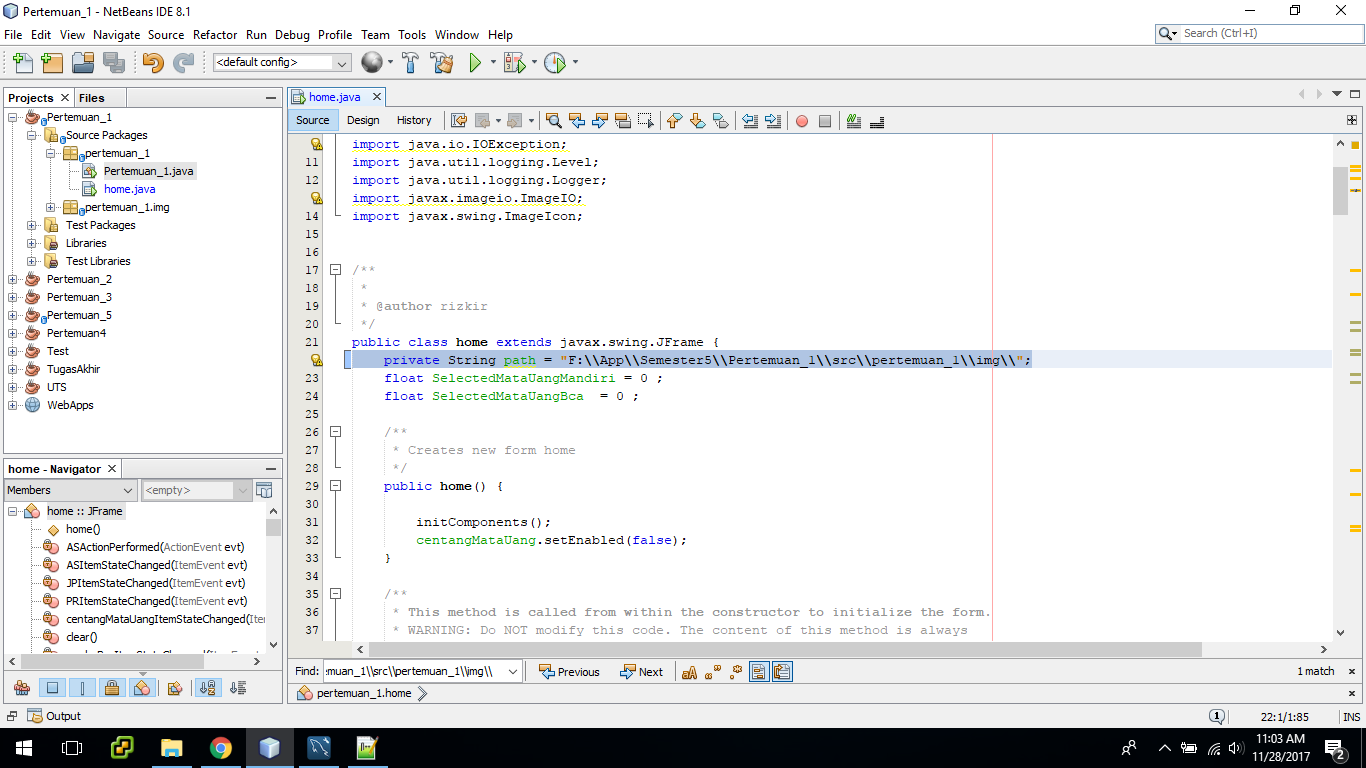 Pertemuan_1 - NetBeans IDE 8.1
File Edit View Navigate Source Refactor Run Debug Profile Team Tools Window Help
Search (Ctrl+I)
<default config>
Projects Files
Pertemuan_1
Source Packages
pertemuan_1
Pertemuan_1.java
home.java
pertemuan_1.img
Test Packages
Libraries
Test Libraries
Pertemuan_2
Pertemuan_3
Pertemuan_5
Pertemuan4
Test
TugasAkhir
UTS
WebApps
home - Navigator
Members <empty>
home :: JFrame
home()
ASActionPerformed(ActionEvent evt)
ASItemStateChanged(ItemEvent evt)
JPItemStateChanged(ItemEvent evt)
PRItemStateChanged(ItemEvent evt)
centangMataUangItemStateChanged(Iter
clear()
home.java
Source Design History
import java.io.IOException;
11 import java.util.logging.Level;
12 import java.util.logging.Logger;
import javax.imageio.ImageIO;
14 import javax.swing.ImageIcon;
15
16
17 /**
18 *
19 * @author rizkir
20 */
21 public class home extends javax.swing.JFrame {
private String path = "F:\\App\\Semester5\\Pertemuan_1\\src\\pertemuan_1\\img\\";
23 float SelectedMataUangMandiri = 0 ;
24 float SelectedMataUangBca  = 0 ;
25
26 /**
27 * Creates new form home
28 */
29 public home() {
30
31 initComponents();
32 centangMataUang.setEnabled(false);
33 }
34
35 /**
36 * This method is called from within the constructor to initialize the form.
37 * WARNING: Do NOT modify this code. The content of this method is always
Find: muan_1\\src\\pertemuan_1\\img\\ Previous Next 1 match
pertemuan_1.home
Output 1 22:1/1:85 INS
11:03 AM
11/28/2017
2